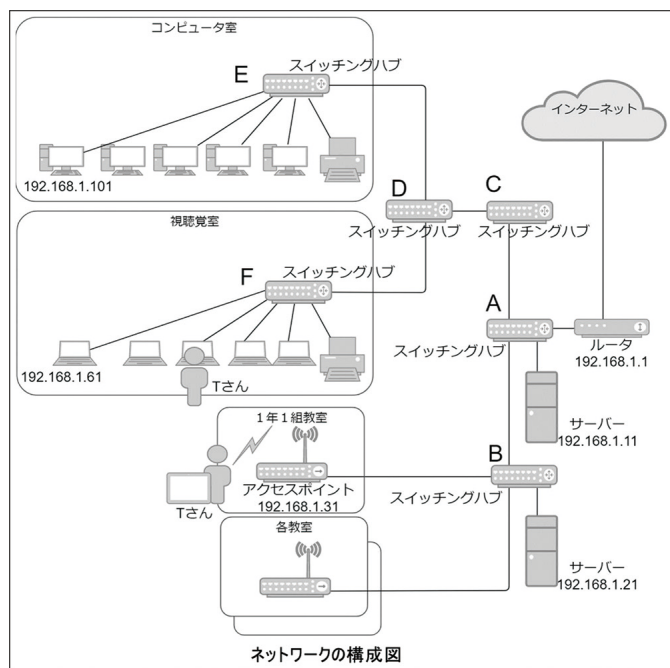 コンピュータ室
スイッチングハブ
E
192.168.1.101
インターネット
D
C
スイッチングハブ
スイッチングハブ
視聴覚室
F
スイッチングハブ
192.168.1.61
Tさん
A
スイッチングハブ
ルータ
192.168.1.1
サーバー
192.168.1.11
1年1組教室
Tさん
アクセスポイント
192.168.1.31
B
スイッチングハブ
サーバー
192.168.1.21
各教室
ネットワークの構成図